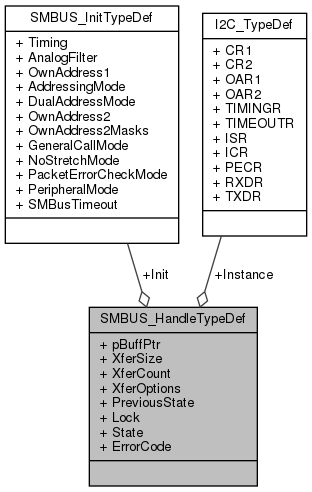 SMBUS_InitTypeDef
+ Timing
+ AnalogFilter
+ OwnAddress1
+ AddressingMode
+ DualAddressMode
+ OwnAddress2
+ OwnAddress2Masks
+ GeneralCallMode
+ NoStretchMode
+ PacketErrorCheckMode
+ PeripheralMode
+ SMBusTimeout
I2C_TypeDef
+ CR1
+ CR2
+ OAR1
+ OAR2
+ TIMINGR
+ TIMEOUTR
+ ISR
+ ICR
+ PECR
+ RXDR
+ TXDR
+Init
+Instance
SMBUS_HandleTypeDef
+ pBuffPtr
+ XferSize
+ XferCount
+ XferOptions
+ PreviousState
+ Lock
+ State
+ ErrorCode